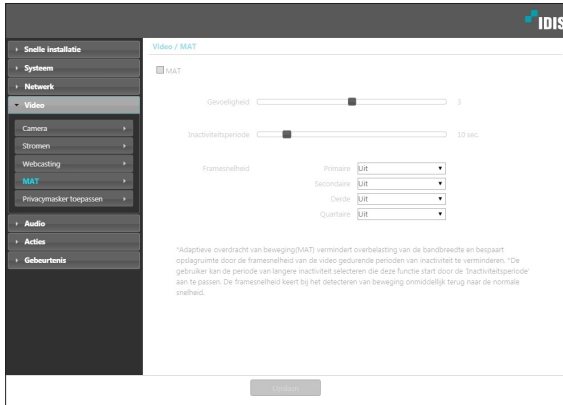 IDIS
Snelle installatie
Systeem
Netwerk
Video
Camera
Stromen
Webcasting
MAT
Privacymasker toepassen
Audio
Acties
Gebeurtenis
Video / MAT
MAT
Gevoeligheid 3
Inactiviteitsperiode 10 sec.
Framesnelheid Primaire Uit
Secondaire Uit
Derde Uit
Quartaire Uit
*Adaptieve overdracht van beweging(MAT) vermindert overbelasting van de bandbreedte en bespaart
opslagruimte door de framesnelheid van de video gedurende perioden van inactiviteit te verminderen. *De
gebruiker kan de periode van langere inactiviteit selecteren die deze functie start door de 'Inactiviteitsperiode'
aan te passen. De framesnelheid keert bij het detecteren van beweging onmiddellijk terug naar de normale
snelheid.
Opslaan